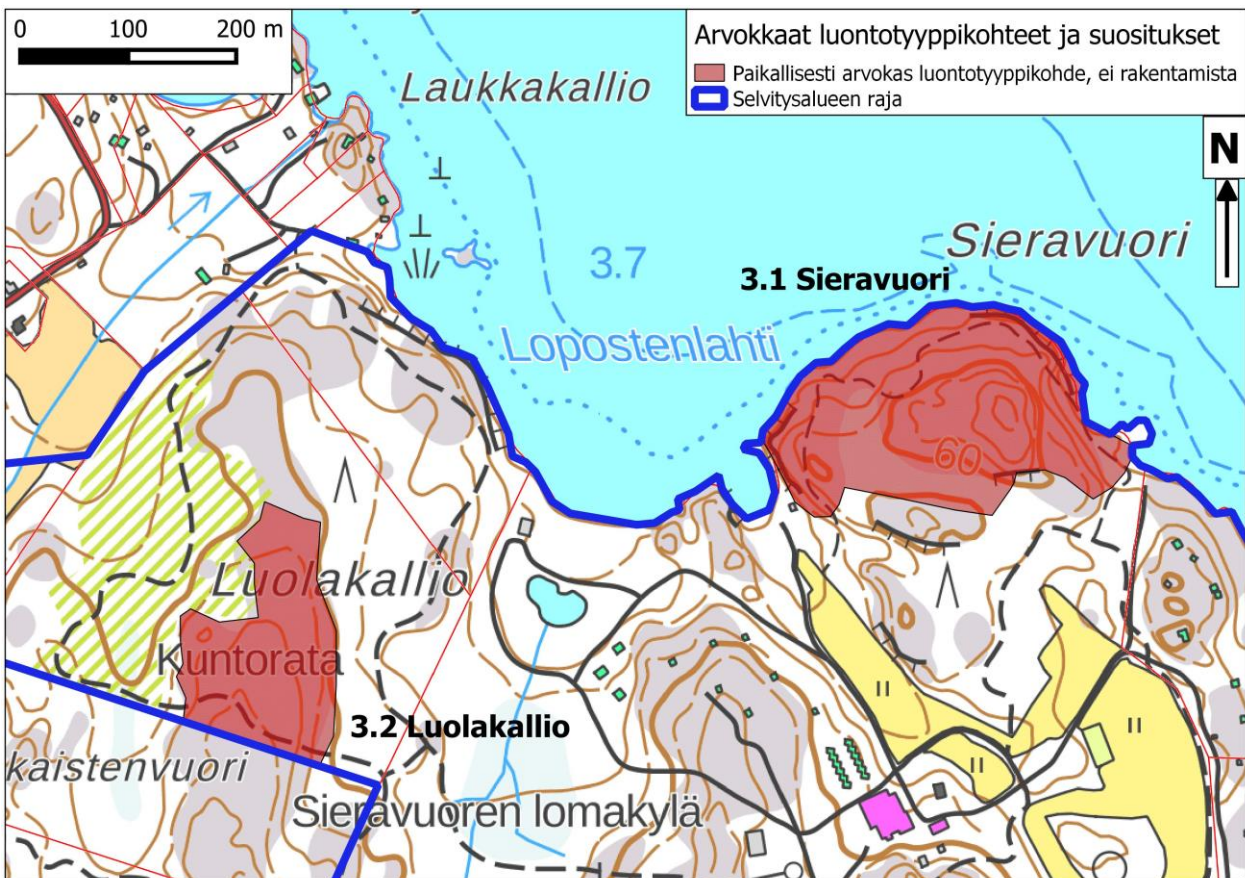 0 100 200 m
Arvokkaat luontotyyppikohteet ja suositukset
Paikallisesti arvokas luontotyyppikohde, ei rakentamista
Selvitysalueen raja
N
Laukkakallio
Sieravuori
3.7
3.1 Sieravuori
Lopostenlahti
60
Luolakallio
Kuntorata
3.2 Luolakallio
kaistenvuori
Sieravuoren lomakylä